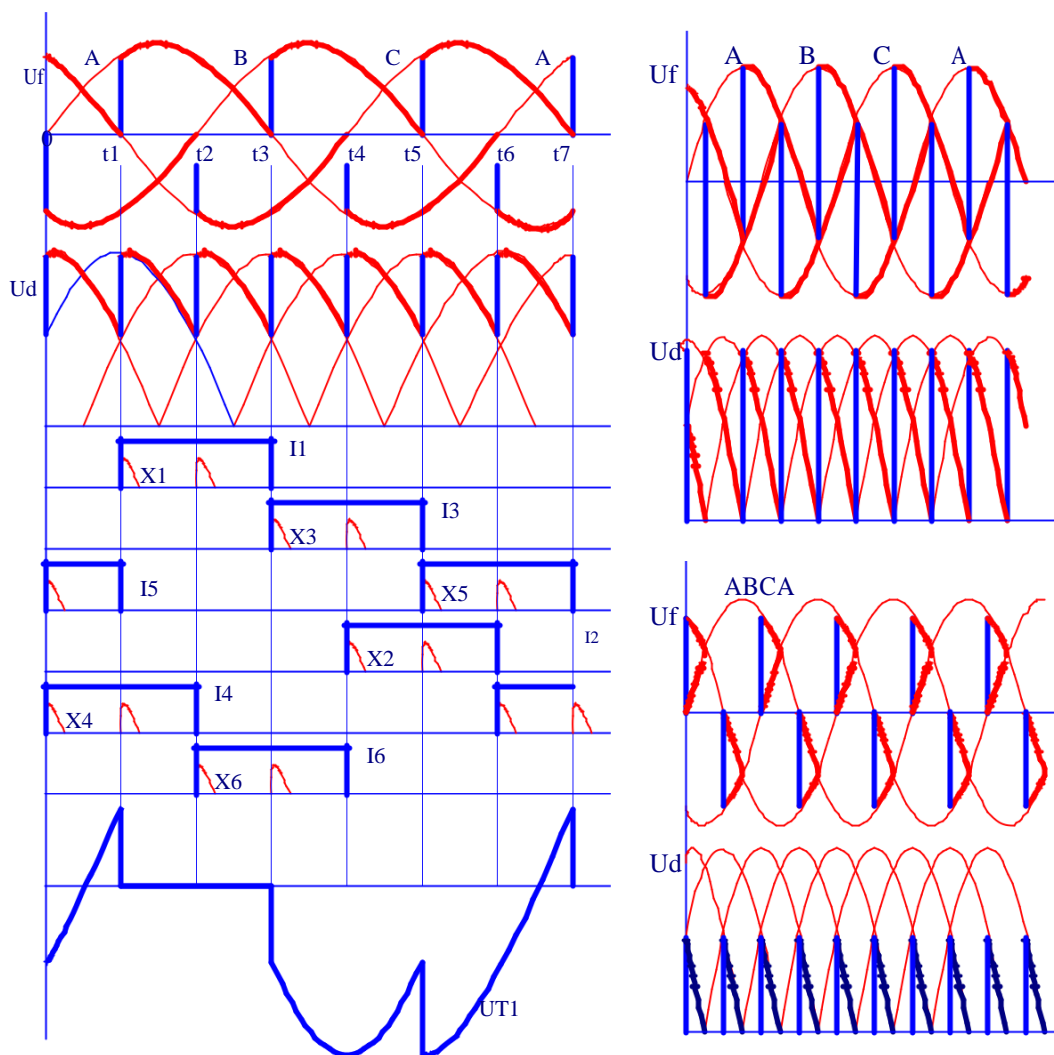 A B C A
Uf
0
t1 t2 t3 t4 t5 t6 t7
Ud
I1
X1
I3
X3
I5
X5
I2
X2
I4
X4
I6
X6
UT1
A B C A
Uf
Ud
ABCA
Uf
Ud